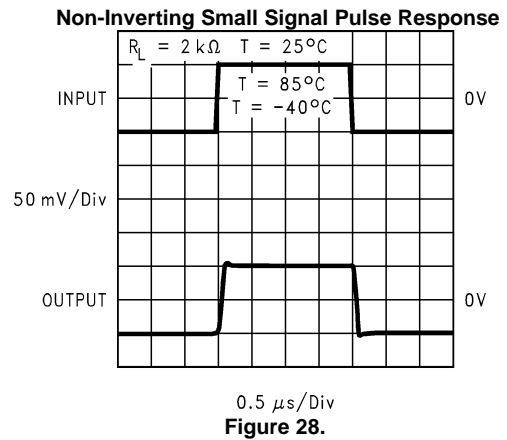 Non-Inverting Small Signal Pulse Response
R_L = 2 kΩ T = 25°C
T = 85°C
INPUT
0V
T = -40°C
50 mV/Div
OUTPUT
0V
0.5 μs/Div
Figure 28.